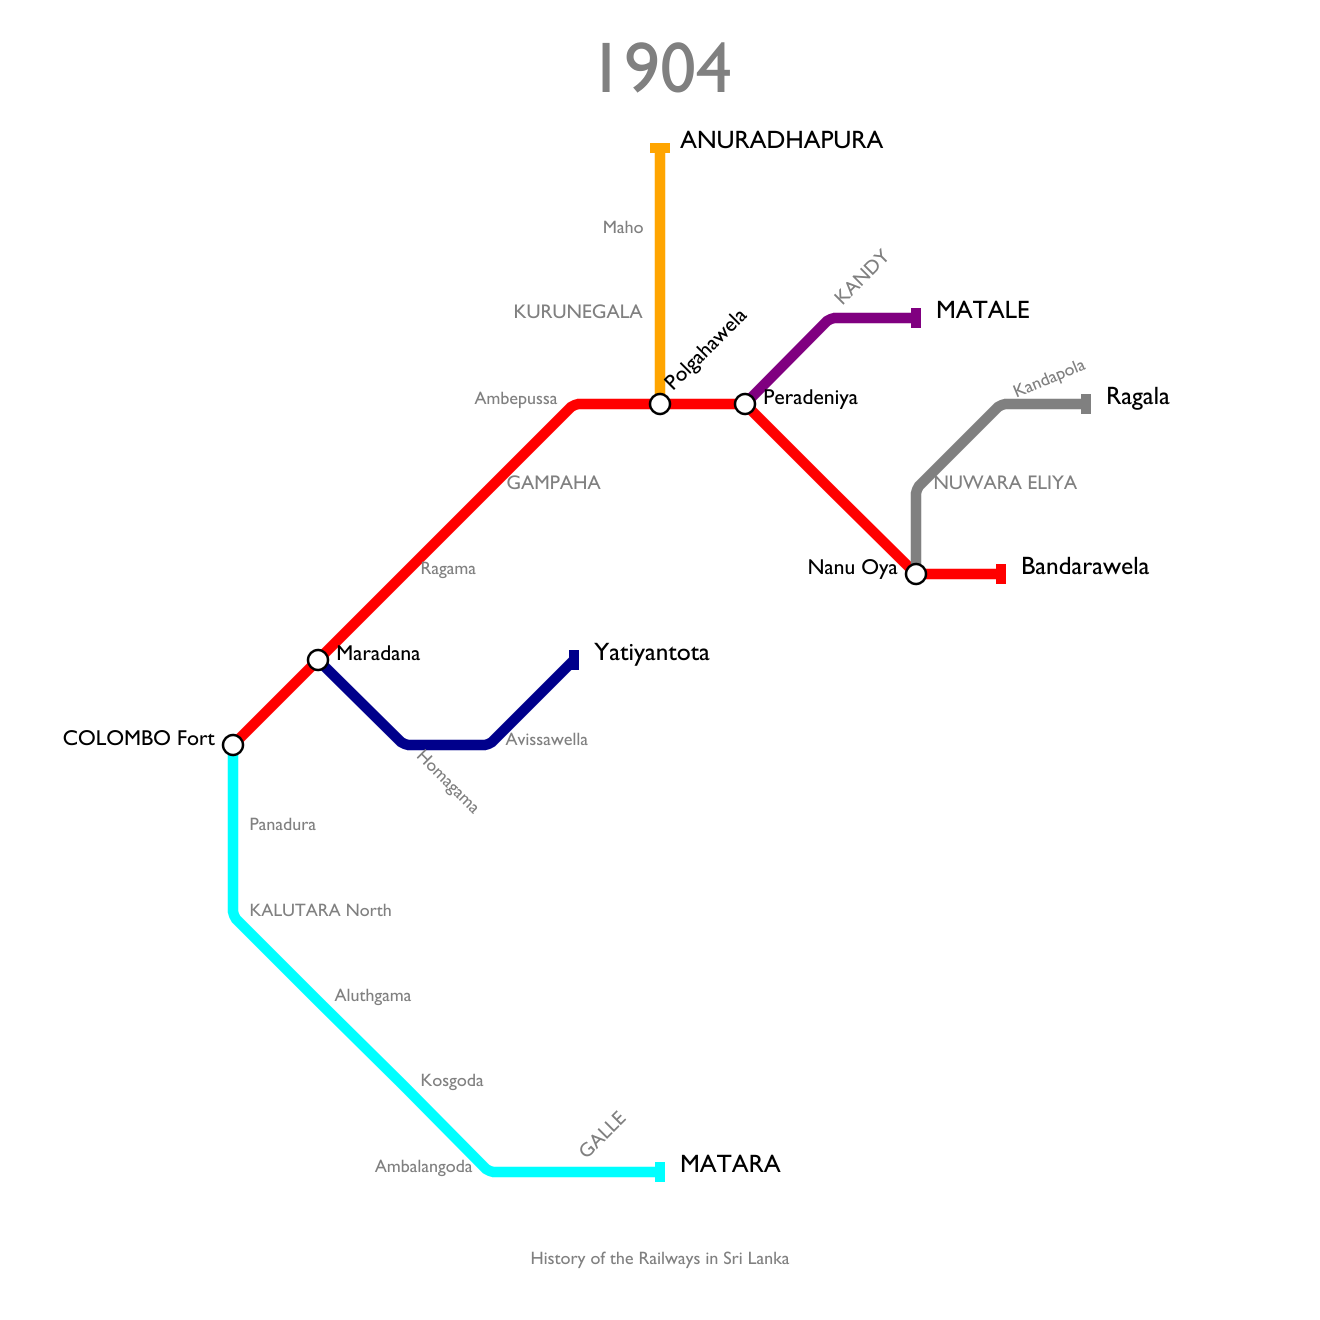 1904
ANURADHAPURA
Maho
KANDY
KURUNEGALA
MATALE
Polgahawela
Kandapola
Ambepussa
Peradeniya
Ragala
GAMPAHA
NUWARA ELIYA
Ragama
Nanu Oya
Bandarawela
Maradana
Yatiyantota
COLOMBO Fort
Avissawella
Homagama
Panadura
KALUTARA North
Aluthgama
Kosgoda
GALLE
Ambalangoda
MATARA
History of the Railways in Sri Lanka